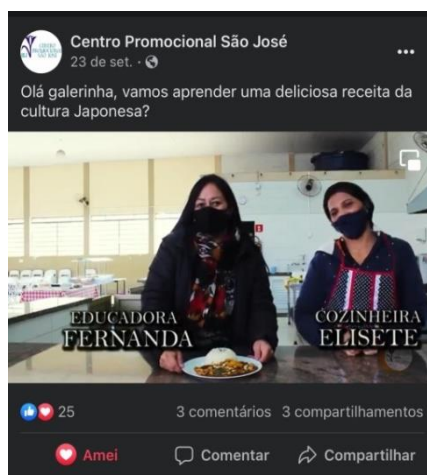 Centro Promocional São José
23 de set. ·
Olá galerinha, vamos aprender uma deliciosa receita da
cultura Japonesa?
EDUCADORA
FERNANDA
COZINHEIRA
ELISETE
25
3 comentários 3 compartilhamentos
Amei
Comentar
Compartilhar